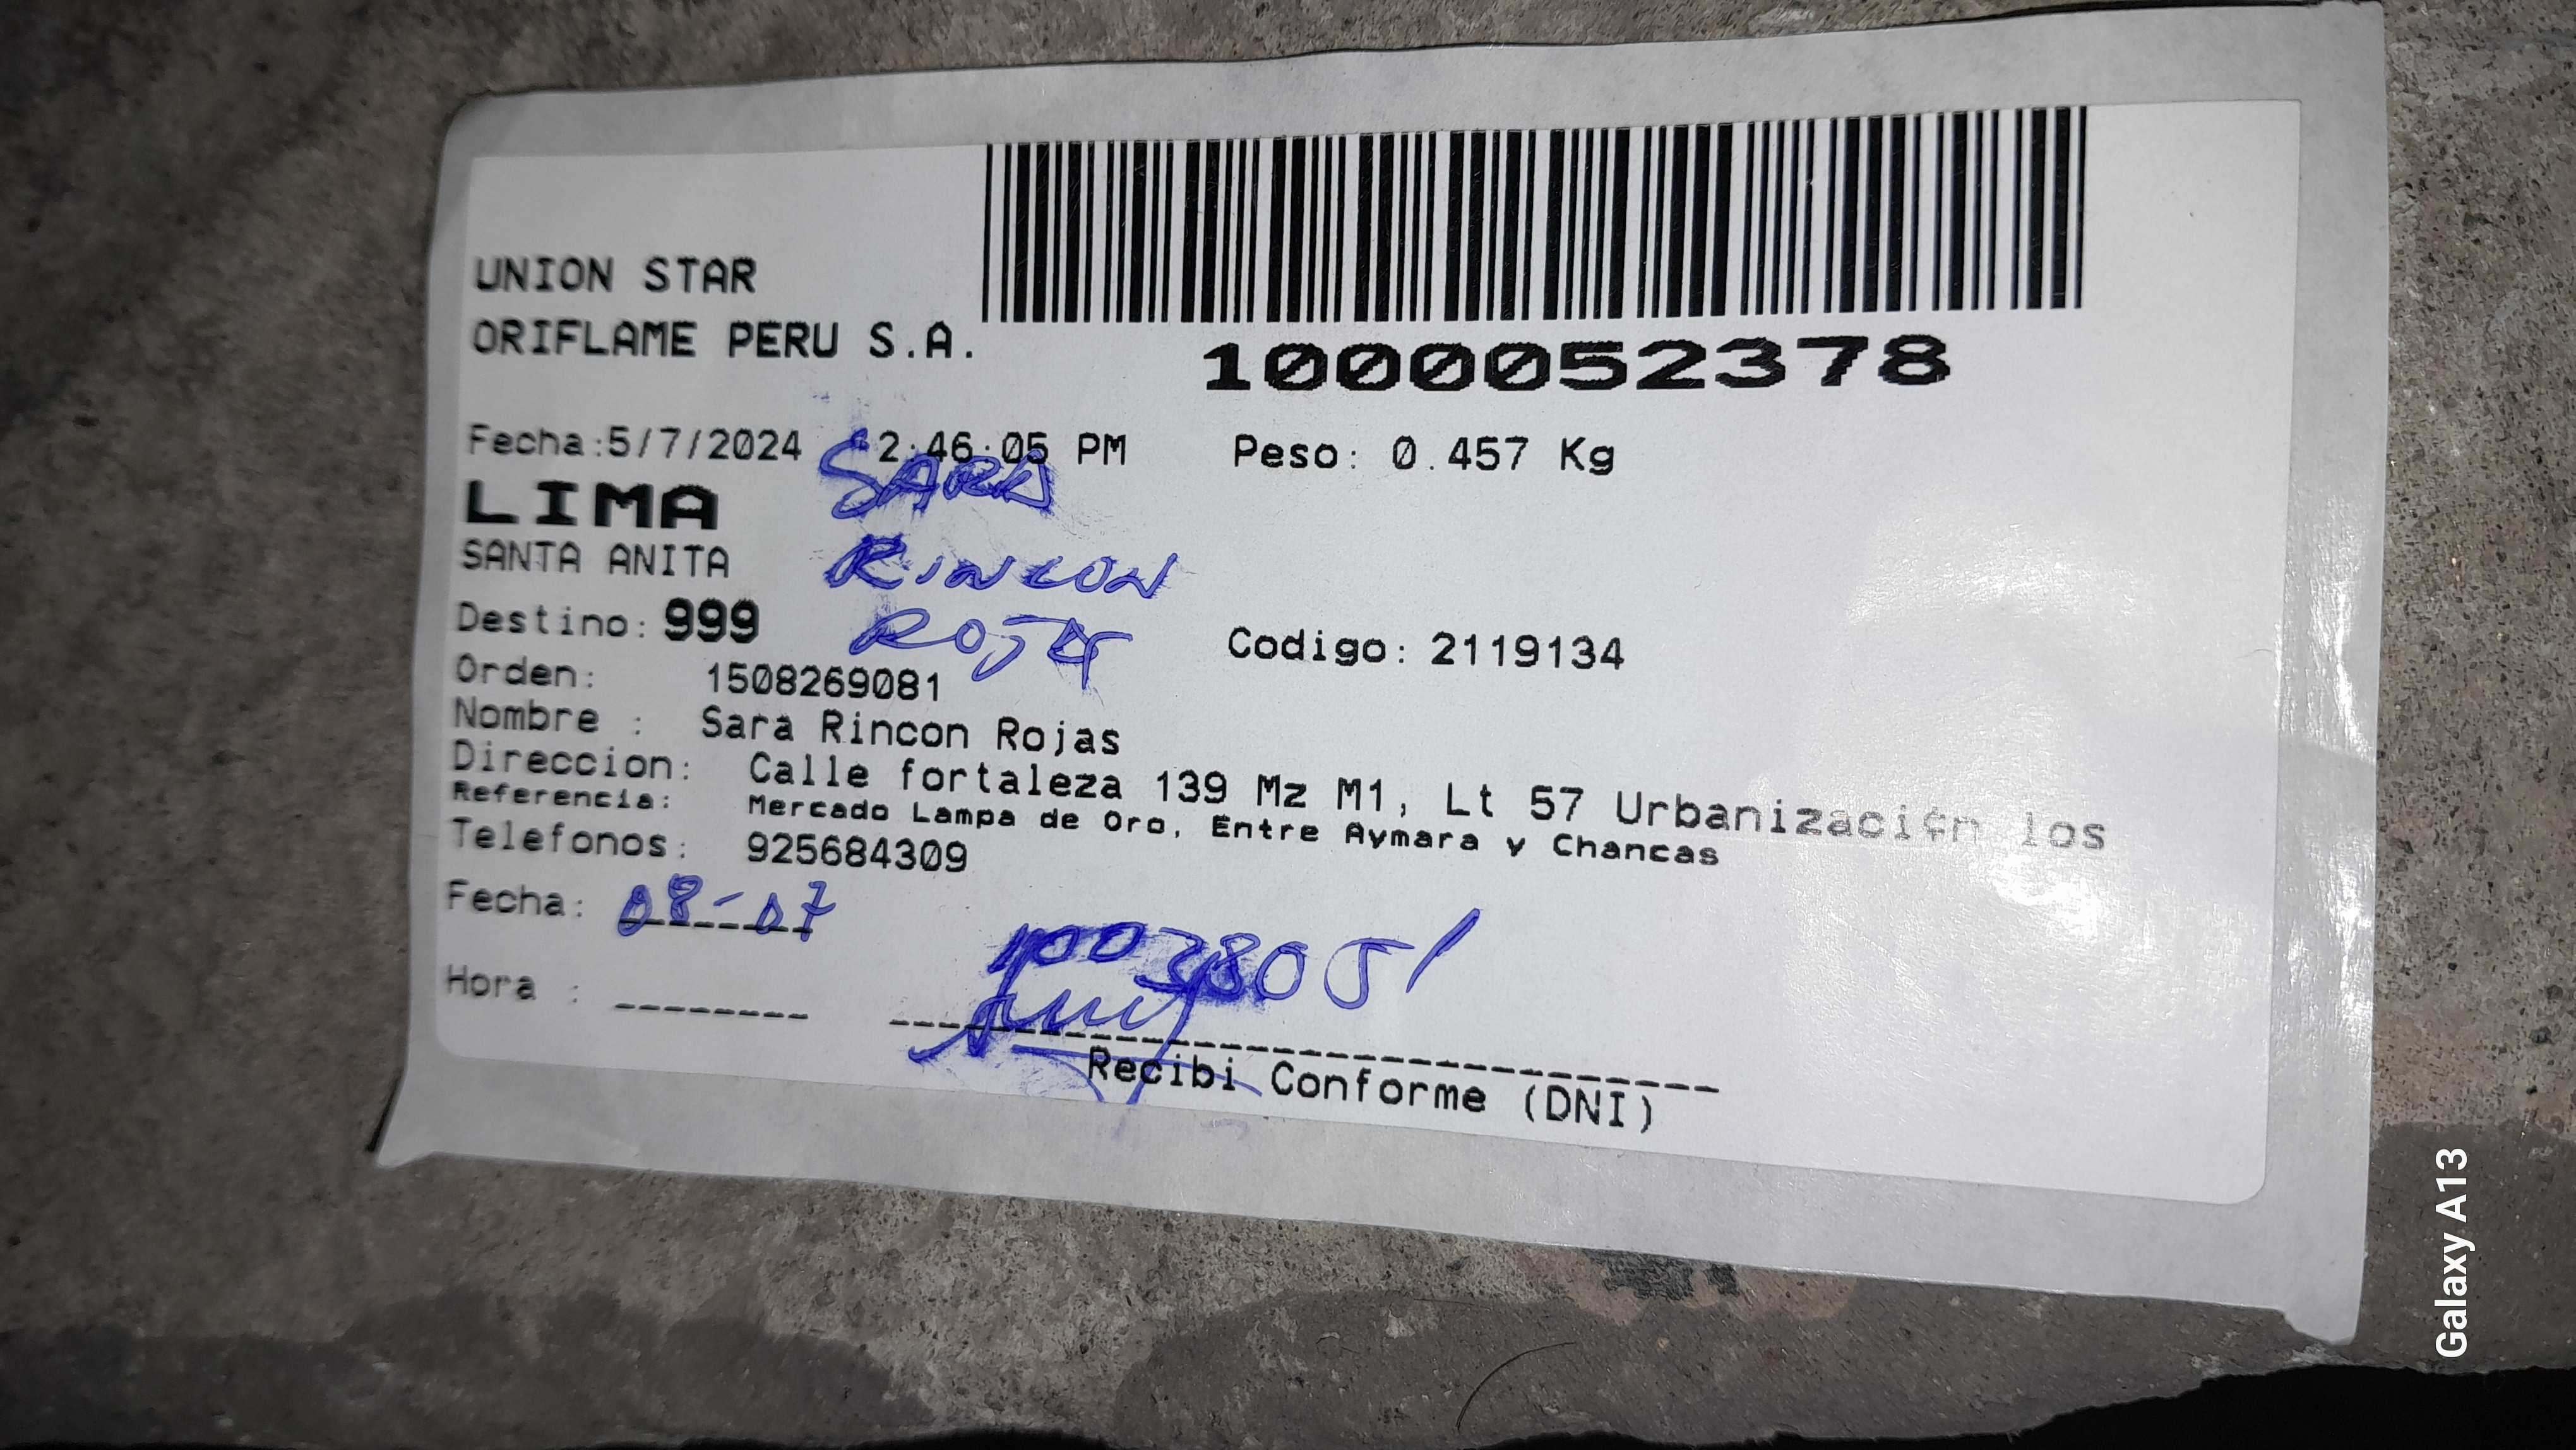 UNION STAR
ORIFLAME PERU S.A.
1000052378
Fecha:5/7/2024 2:46:05 PM Peso: 0.457 Kg
SARA
LIMA
SANTA ANITA RINCON
Destino: 999 ROJAS
Codigo: 2119134
Orden: 1508269081
Nombre : Sara Rincon Rojas
Direccion: Calle fortaleza 139 Mz M1, Lt 57 Urbanizaci¢n los
Referencia: Mercado Lampa de Oro, Entre Aymara y Chancas
Telefonos: 925684309
Fecha: 08-07
Hora :
Recibi Conforme (DNI)
Galaxy A13